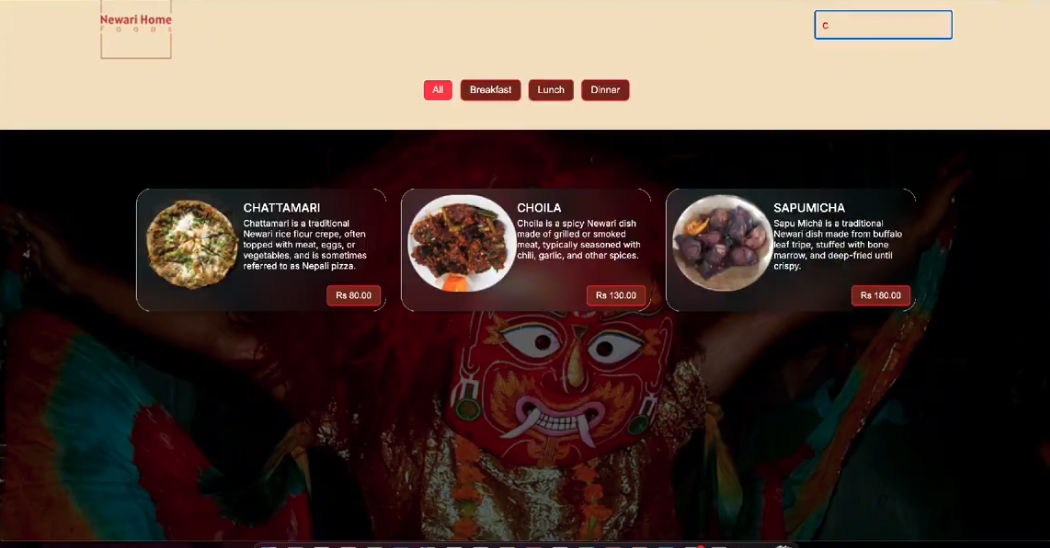 Newari Home
FOODS
c
All
Breakfast
Lunch
Dinner
CHATTAMARI
Chattamari is a traditional
Newari rice flour crepe, often
topped with meat, eggs, or
vegetables, and is sometimes
referred to as Nepali pizza.
Rs 80.00
CHOILA
Choila is a spicy Newari dish
made of grilled or smoked
meat, typically seasoned with
chili, garlic, and other spices.
Rs 130.00
SAPUMICHA
Sapu Michà is a traditional
Newari dish made from buffalo
leaf tripe, stuffed with bone
marrow, and deep-fried until
crispy.
Rs 180.00